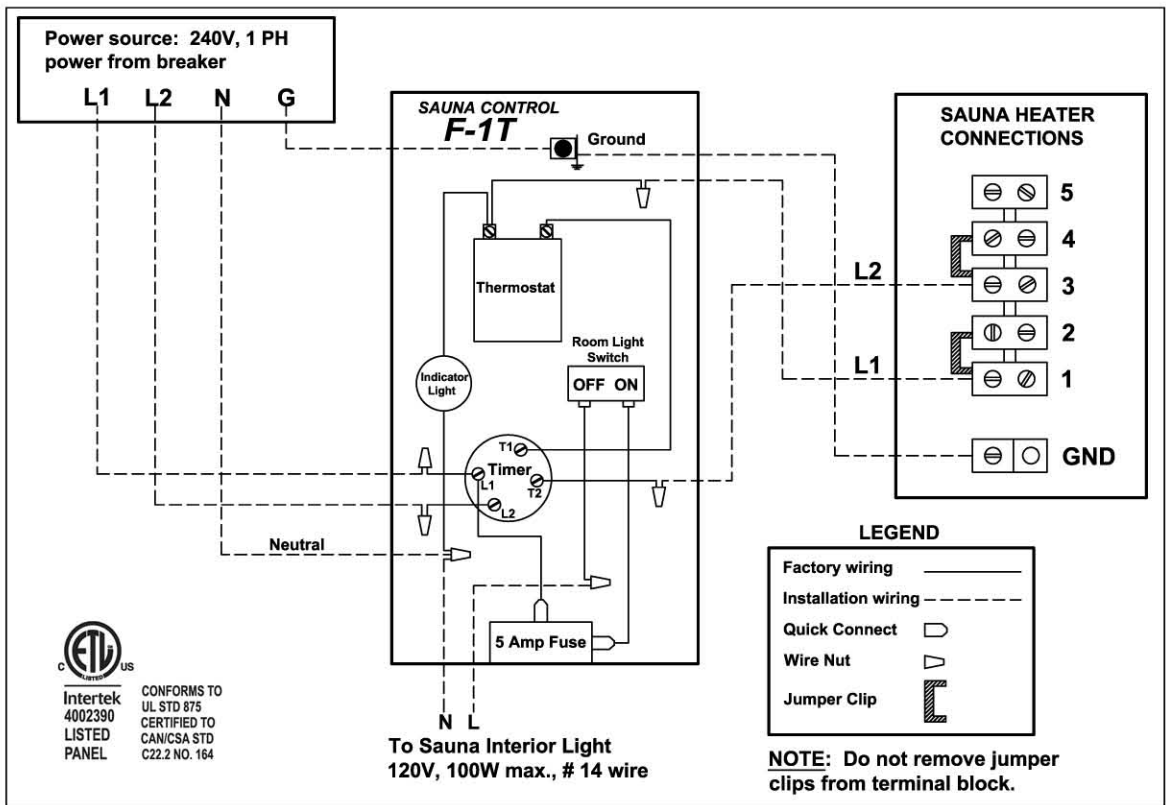 Power source: 240V, 1 PH
power from breaker
L1 L2 N G
SAUNA CONTROL
F-1T
Ground
Thermostat
Room Light
Switch
OFF ON
Indicator
Light
T1
Timer
L1
T2
L2
Neutral
5 Amp Fuse
N L
To Sauna Interior Light
120V, 100W max., # 14 wire
L2
L1
SAUNA HEATER
CONNECTIONS
5
4
3
2
1
GND
LEGEND
Factory wiring
Installation wiring
Quick Connect
Wire Nut
Jumper Clip
NOTE: Do not remove jumper
clips from terminal block.
ETL
LISTED
C US
Intertek
4002390
LISTED
PANEL
CONFORMS TO
UL STD 875
CERTIFIED TO
CAN/CSA STD
C22.2 NO. 164